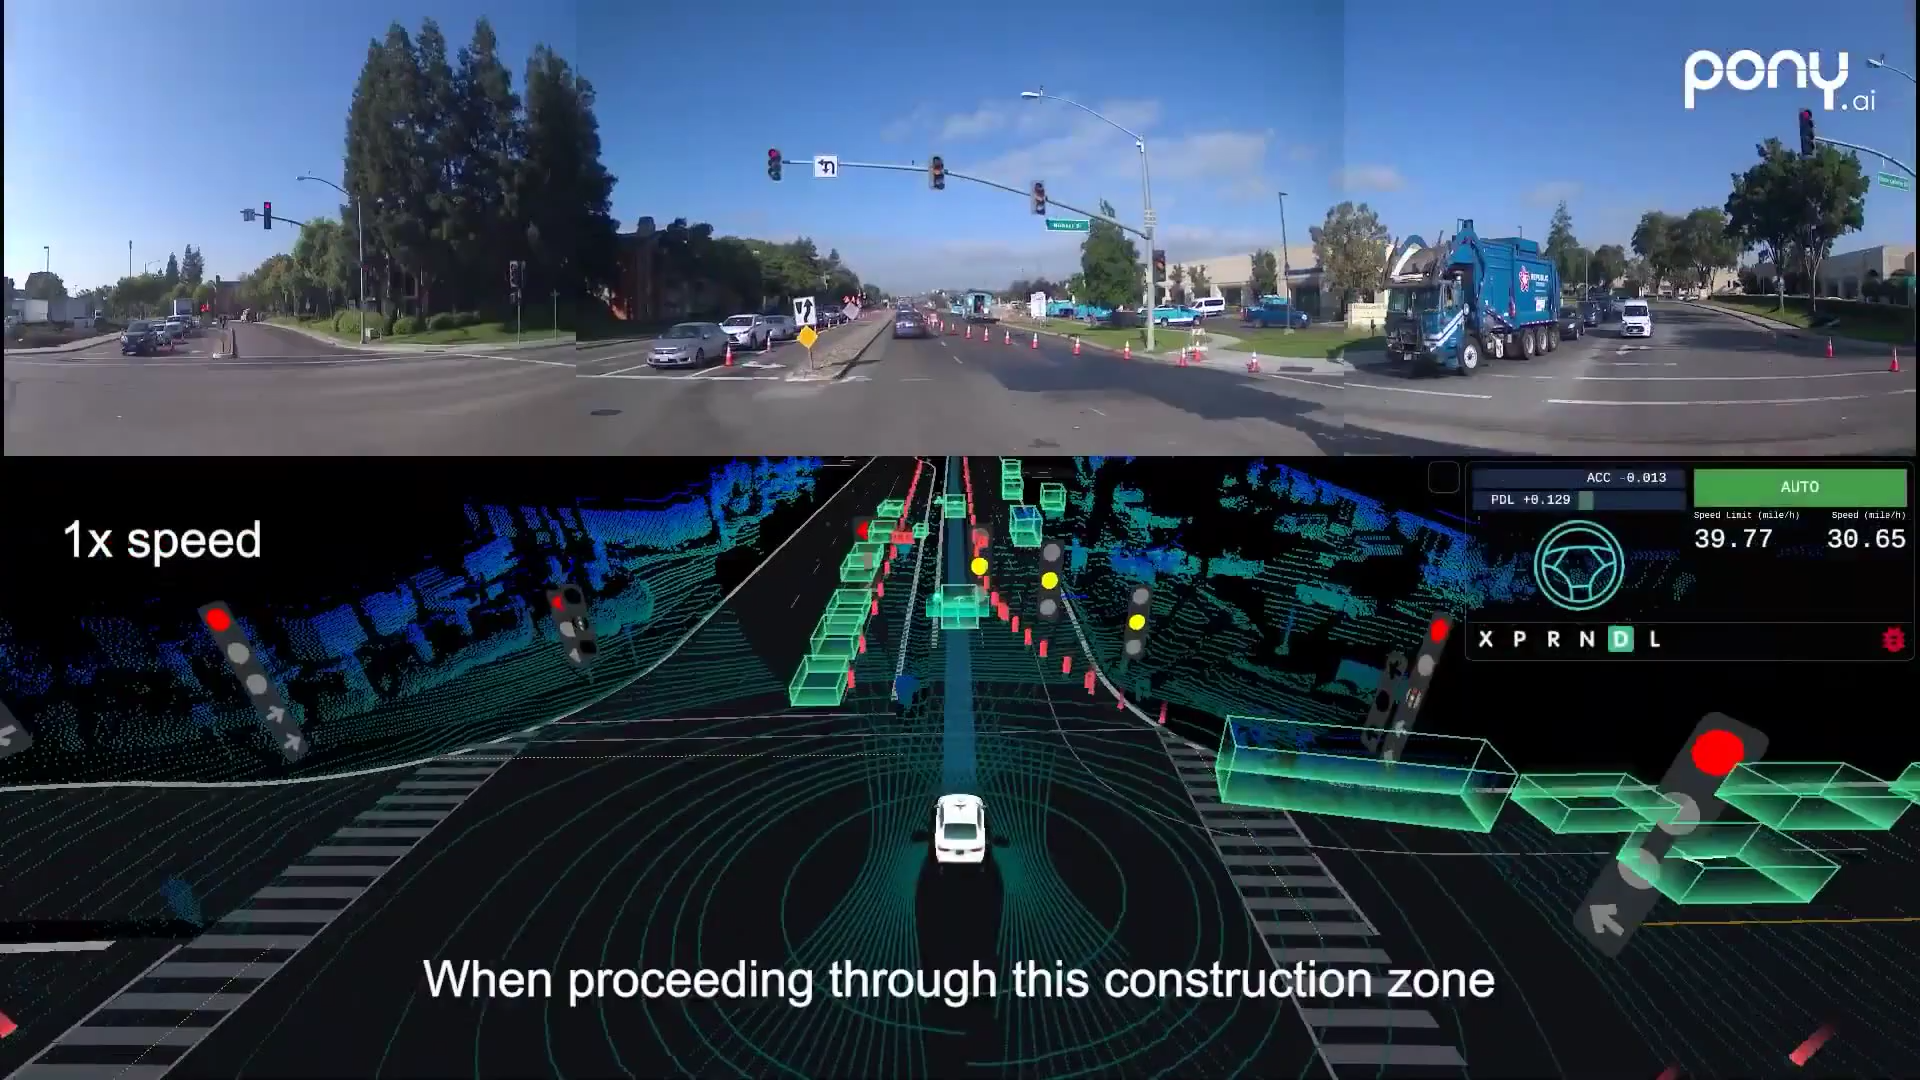 pony.ai
REPUBLIC
1x speed
ACC -0.013
PDL +0.129
AUTO
Speed Limit (mile/h)
Speed (mile/h)
39.77
30.65
X P R N D L
When proceeding through this construction zone